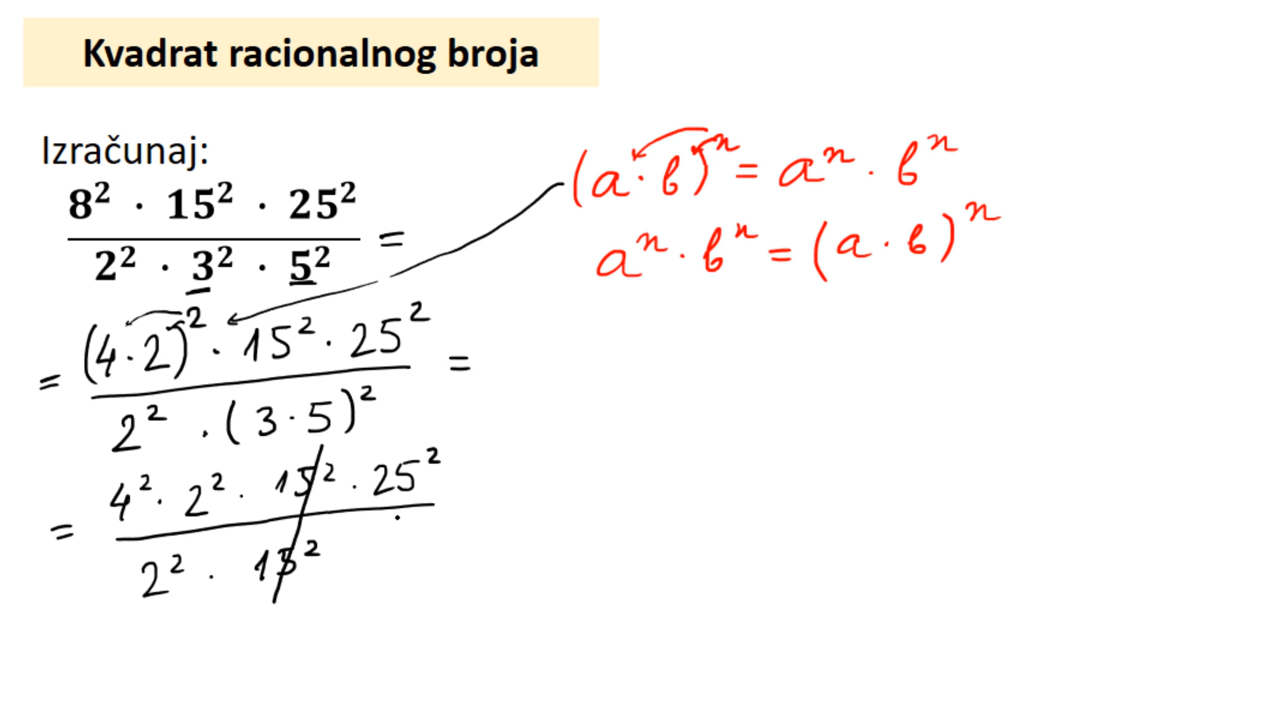 Kvadrat racionalnog broja
Izračunaj:
8² · 15² · 25²
2² · 3² · 5² =
= (4·2)² · 15² · 25²
2² · (3·5)² =
= 4² · 2² · 15² · 25²
2² · 15²
(a·b)ⁿ = aⁿ · bⁿ
aⁿ · bⁿ = (a · b)ⁿ